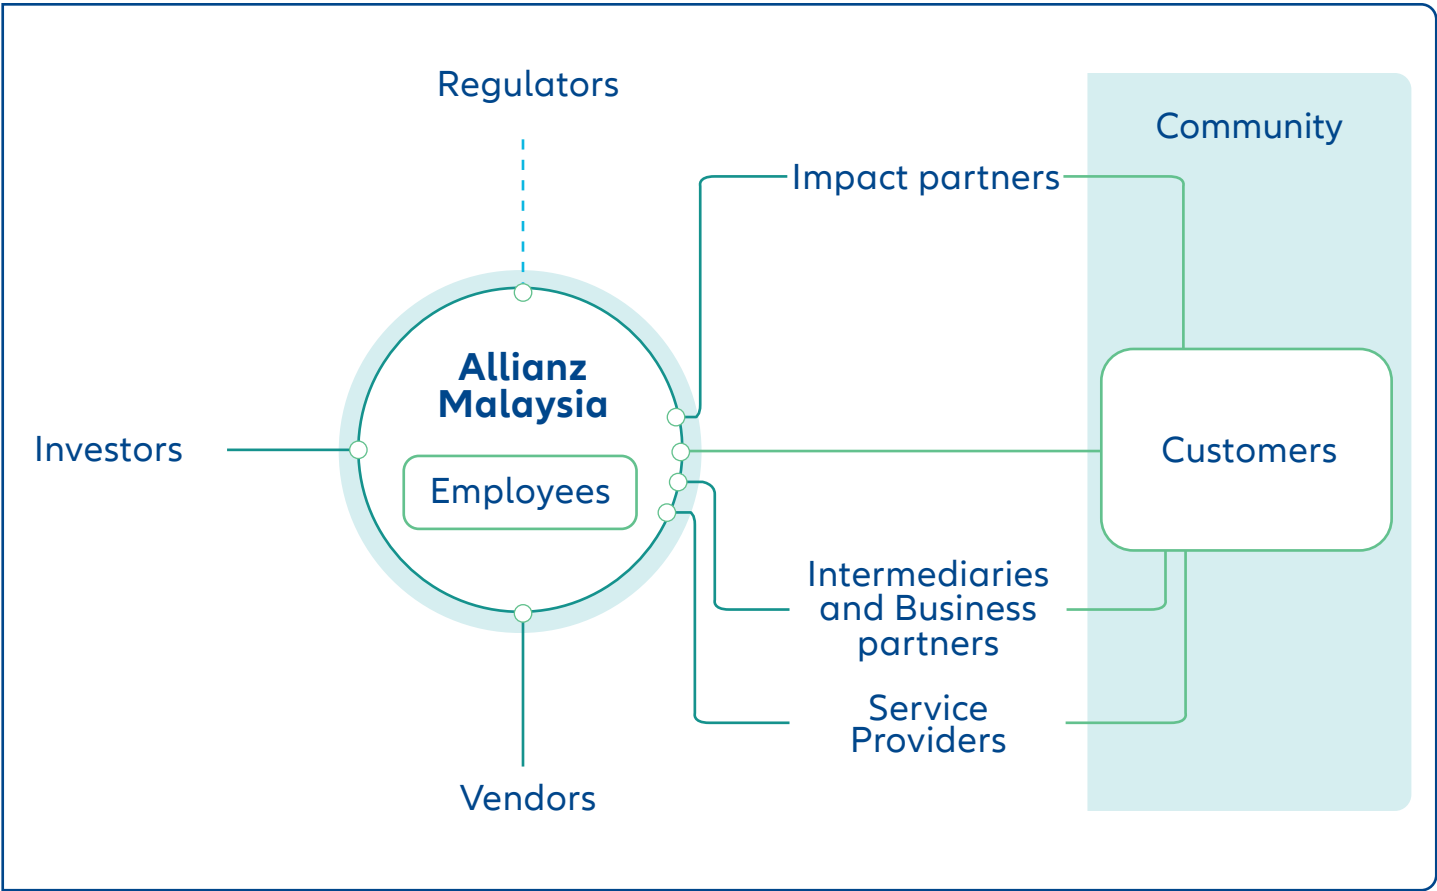 Regulators
Community
Impact partners
Allianz
Malaysia
Investors
Customers
Employees
Intermediaries
and Business
partners
Service
Providers
Vendors